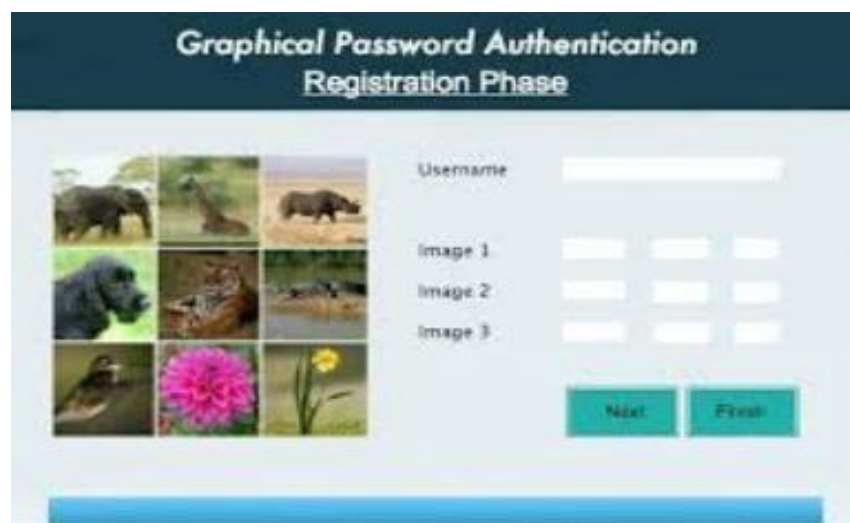 Graphical Password Authentication
Registration Phase
Username
Image 1
Image 2
Image 3
Next Finish